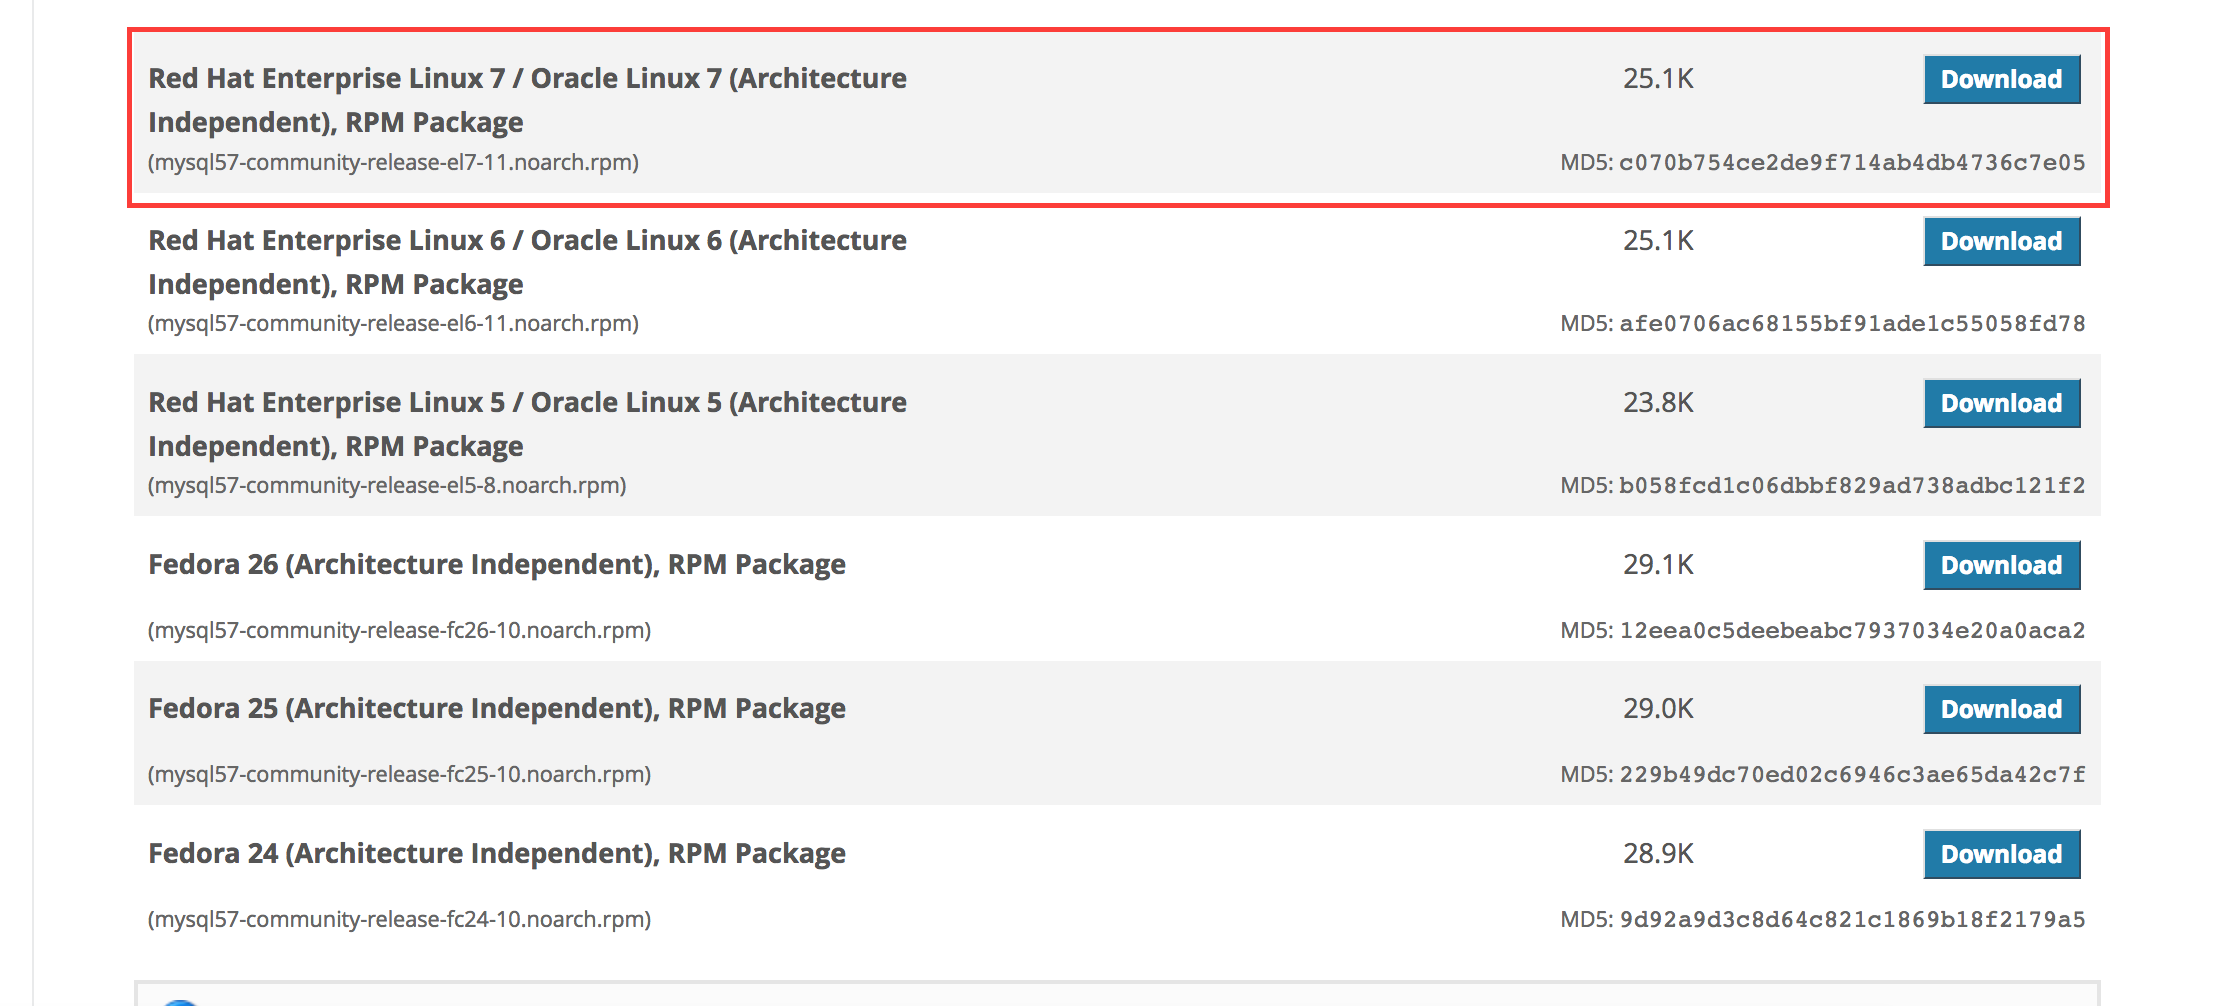 Red Hat Enterprise Linux 7 / Oracle Linux 7 (Architecture 25.1K Download
Independent), RPM Package
(mysql57-community-release-el7-11.noarch.rpm) MD5: c070b754ce2de9f714ab4db4736c7e05
Red Hat Enterprise Linux 6 / Oracle Linux 6 (Architecture 25.1K Download
Independent), RPM Package
(mysql57-community-release-el6-11.noarch.rpm) MD5: afe0706ac68155bf91ade1c55058fd78
Red Hat Enterprise Linux 5 / Oracle Linux 5 (Architecture 23.8K Download
Independent), RPM Package
(mysql57-community-release-el5-8.noarch.rpm) MD5: b058fcd1c06dbbf829ad738adbc121f2
Fedora 26 (Architecture Independent), RPM Package 29.1K Download
(mysql57-community-release-fc26-10.noarch.rpm) MD5: 12eea0c5deebeabc7937034e20a0aca2
Fedora 25 (Architecture Independent), RPM Package 29.0K Download
(mysql57-community-release-fc25-10.noarch.rpm) MD5: 229b49dc70ed02c6946c3ae65da42c7f
Fedora 24 (Architecture Independent), RPM Package 28.9K Download
(mysql57-community-release-fc24-10.noarch.rpm) MD5: 9d92a9d3c8d64c821c1869b18f2179a5